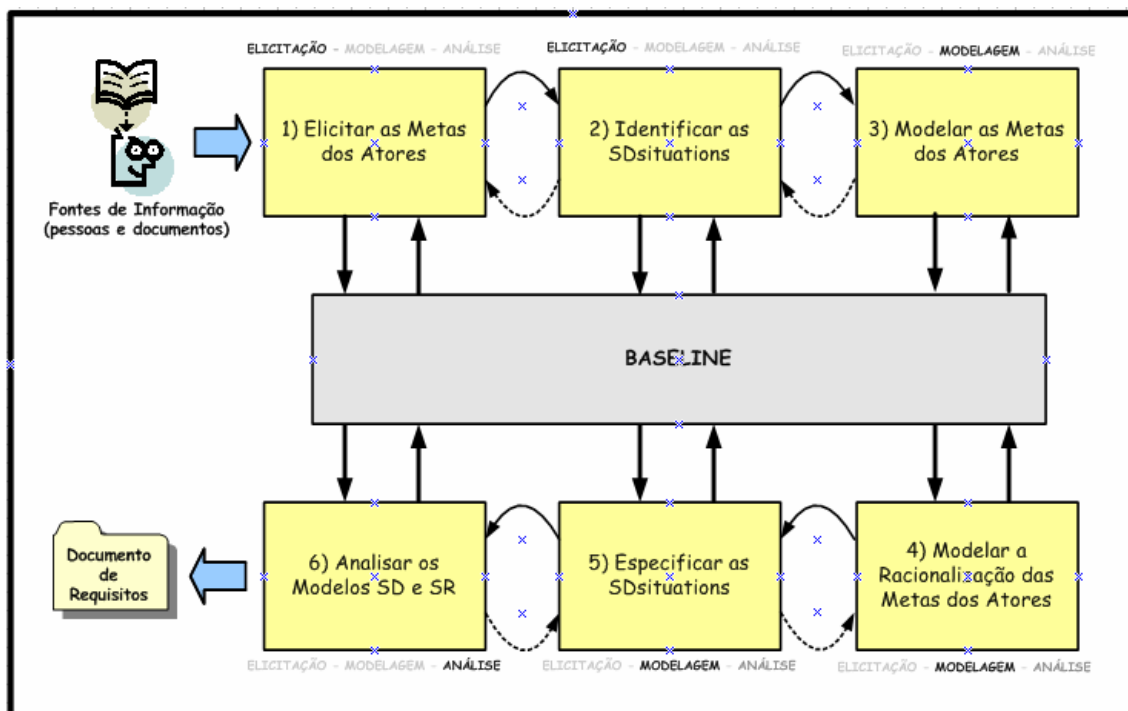 ELICITAÇÃO - MODELAGEM - ANÁLISE
ELICITAÇÃO - MODELAGEM - ANÁLISE
ELICITAÇÃO - MODELAGEM - ANÁLISE
1) Elicitar as Metas
dos Atores
2) Identificar as
SDsituations
3) Modelar as Metas
dos Atores
Fontes de Informação
(pessoas e documentos)
BASELINE
Documento
de
Requisitos
6) Analisar os
Modelos SD e SR
5) Especificar as
SDsituations
4) Modelar a
Racionalização das
Metas dos Atores
ELICITAÇÃO - MODELAGEM - ANÁLISE
ELICITAÇÃO - MODELAGEM - ANÁLISE
ELICITAÇÃO - MODELAGEM - ANÁLISE